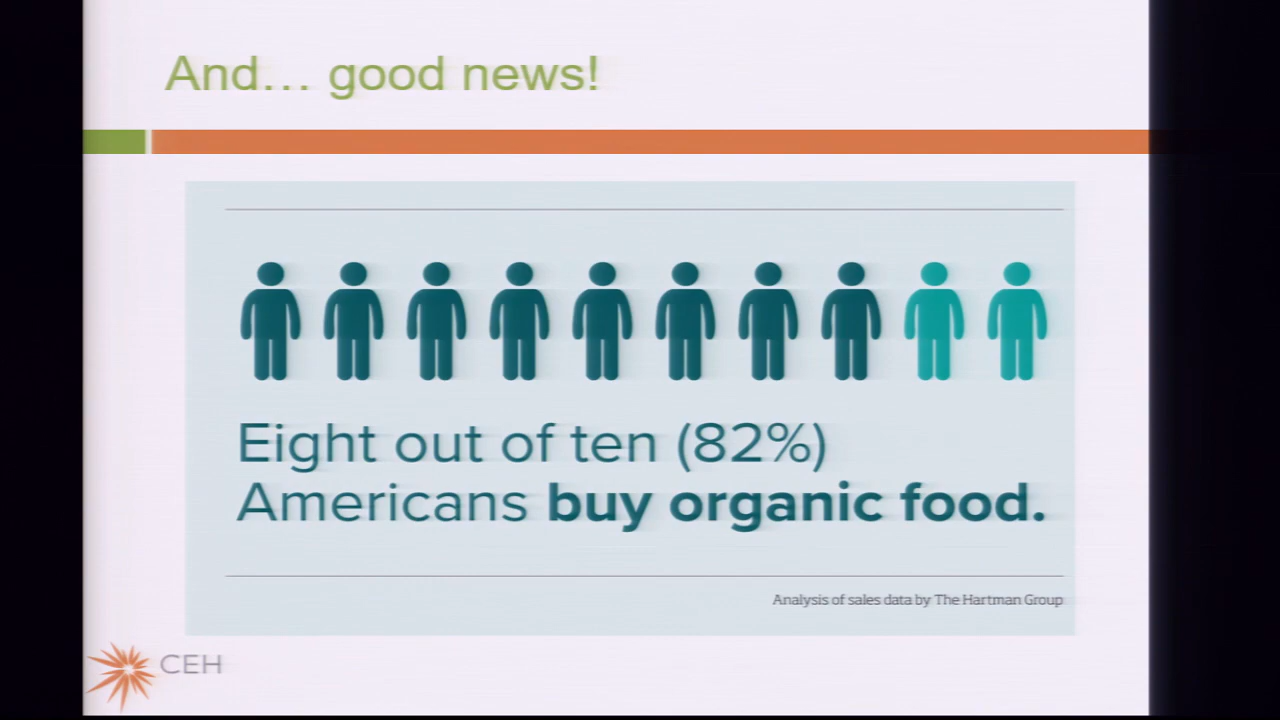 And... good news!
Eight out of ten (82%)
Americans buy organic food.
Analysis of sales data by The Hartman Group
CEH